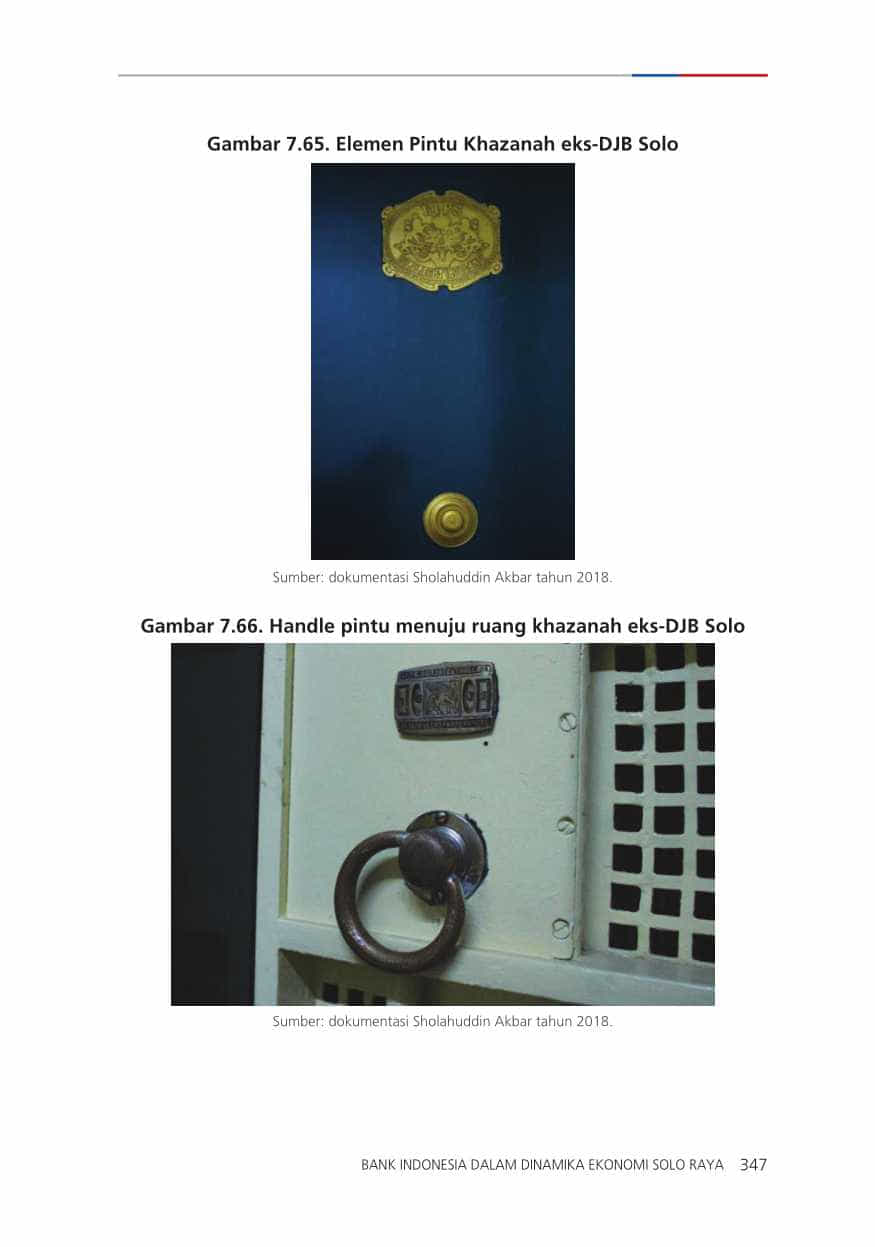 Gambar 7.65. Elemen Pintu Khazanah eks-DJB Solo
Sumber: dokumentasi Sholahuddin Akbar tahun 2018.
Gambar 7.66. Handle pintu menuju ruang khazanah eks-DJB Solo
Sumber: dokumentasi Sholahuddin Akbar tahun 2018.
BANK INDONESIA DALAM DINAMIKA EKONOMI SOLO RAYA 347